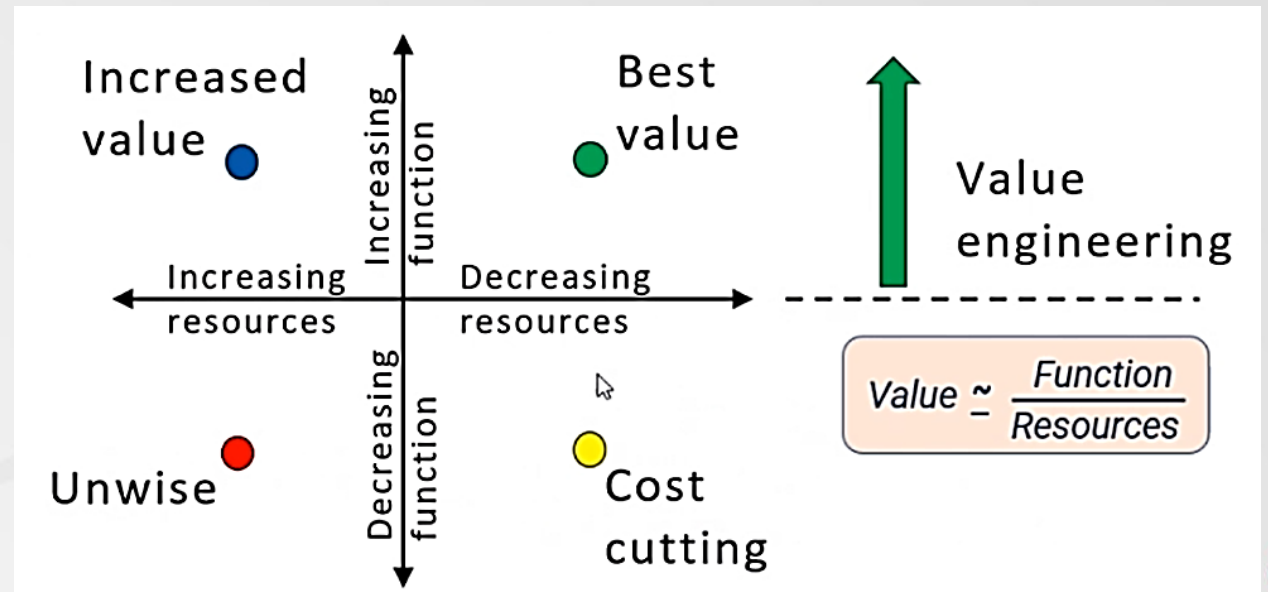 Increased
value
Increasing
function
Best
value
Value
engineering
Increasing
resources
Decreasing
resources
Value ≃ Function
Resources
Decreasing
function
Unwise
Cost
cutting